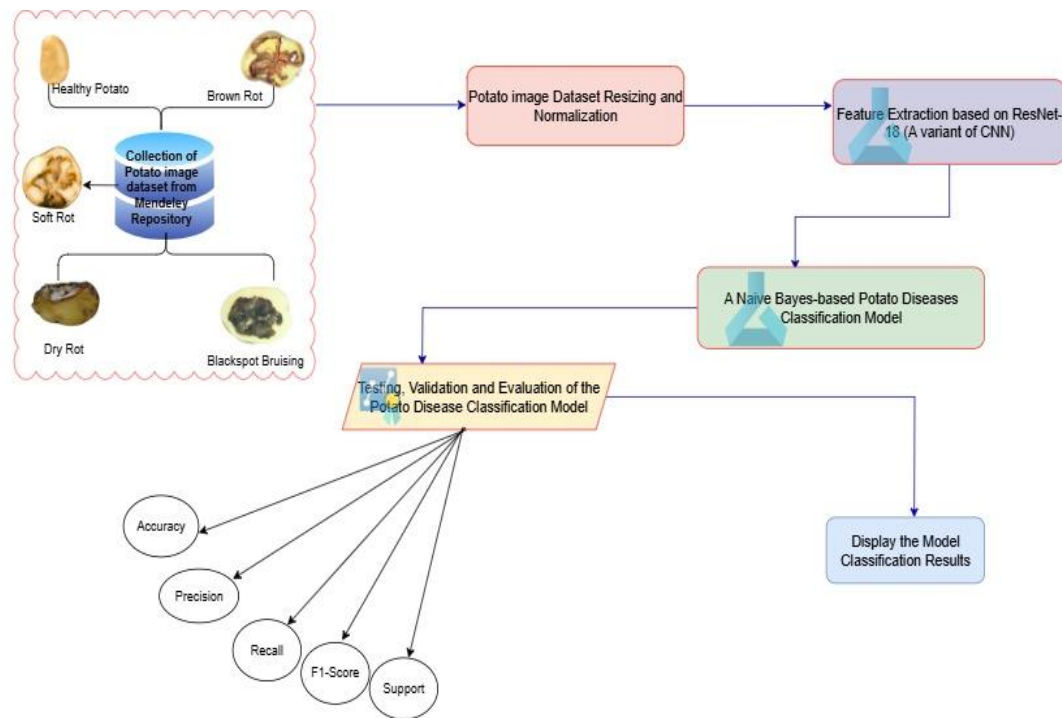 Healthy Potato
Brown Rot
Collection of
Potato image
dataset from
Mendeley
Repository
Soft Rot
Dry Rot
Blackspot Bruising
Potato image Dataset Resizing and
Normalization
Feature Extraction based on ResNet-
18 (A variant of CNN)
A Naive Bayes-based Potato Diseases
Classification Model
Testing, Validation and Evaluation of the
Potato Disease Classification Model
Accuracy
Precision
Recall
F1-Score
Support
Display the Model
Classification Results